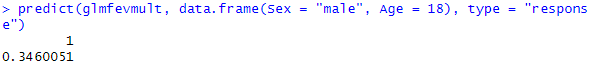 > predict(glmfevmult, data.frame(Sex = "male", Age = 18), type = "respons
e")
1
0.3460051